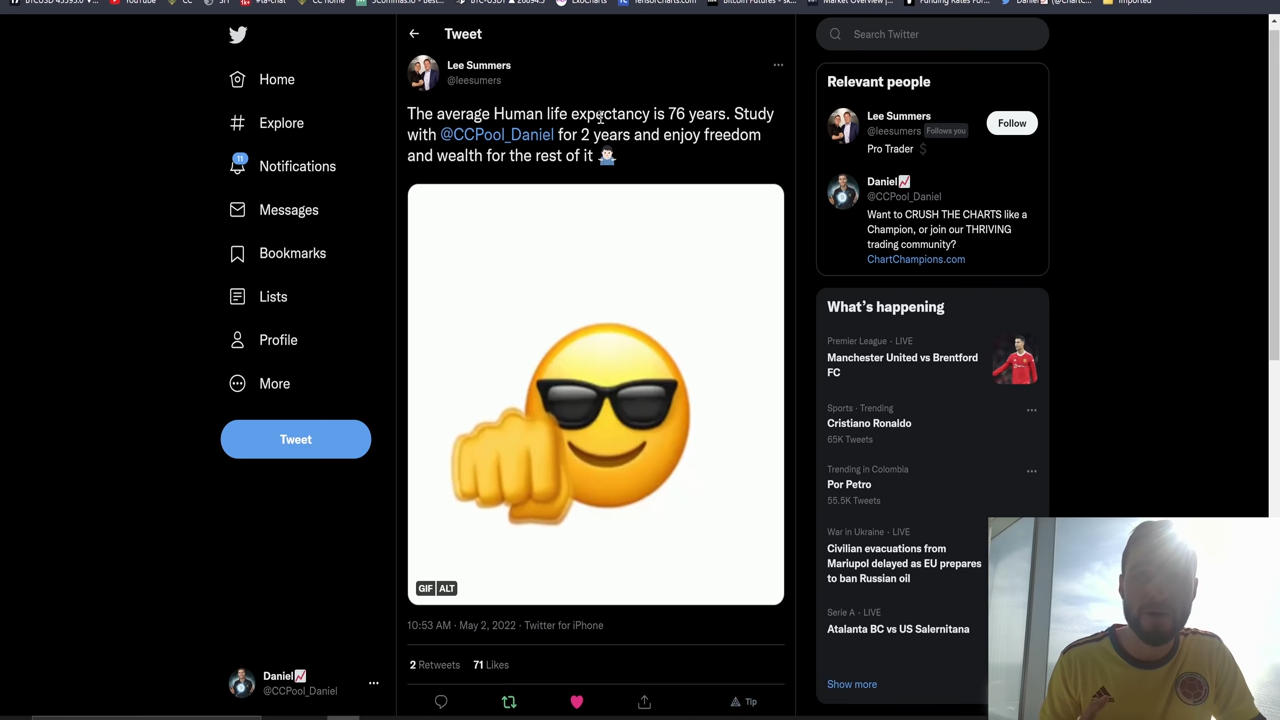 YouTube
CC
CC home
Imported
Tweet
Search Twitter
Home
Explore
11
Notifications
Messages
Bookmarks
Lists
Profile
More
Tweet
Daniel
@CCPool_Daniel
Lee Summers
@leesumers
The average Human life expectancy is 76 years. Study
with @CCPool_Daniel for 2 years and enjoy freedom
and wealth for the rest of it
GIF ALT
10:53 AM · May 2, 2022 · Twitter for iPhone
2 Retweets 71 Likes
Tip
Relevant people
Lee Summers
@leesumers Follows you
Follow
Pro Trader
Daniel
@CCPool_Daniel
Want to CRUSH THE CHARTS like a
Champion, or join our THRIVING
trading community?
ChartChampions.com
What's happening
Premier League · LIVE
Manchester United vs Brentford
FC
Sports · Trending
Cristiano Ronaldo
65K Tweets
Trending in Colombia
Por Petro
55.5K Tweets
War in Ukraine · LIVE
Civilian evacuations from
Mariupol delayed as EU prepares
to ban Russian oil
Serie A · LIVE
Atalanta BC vs US Salernitana
Show more